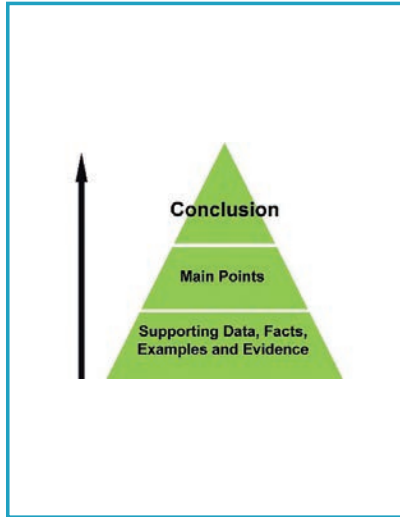 Conclusion
Main Points
Supporting Data, Facts,
Examples and Evidence